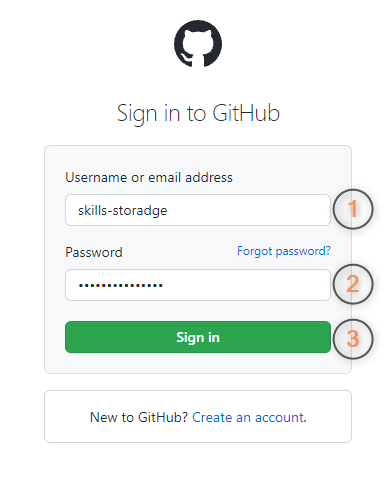 Sign in to GitHub
Username or email address
skills-storadge
1
Password Forgot password?
•••••••••••••••
2
Sign in
3
New to GitHub? Create an account.